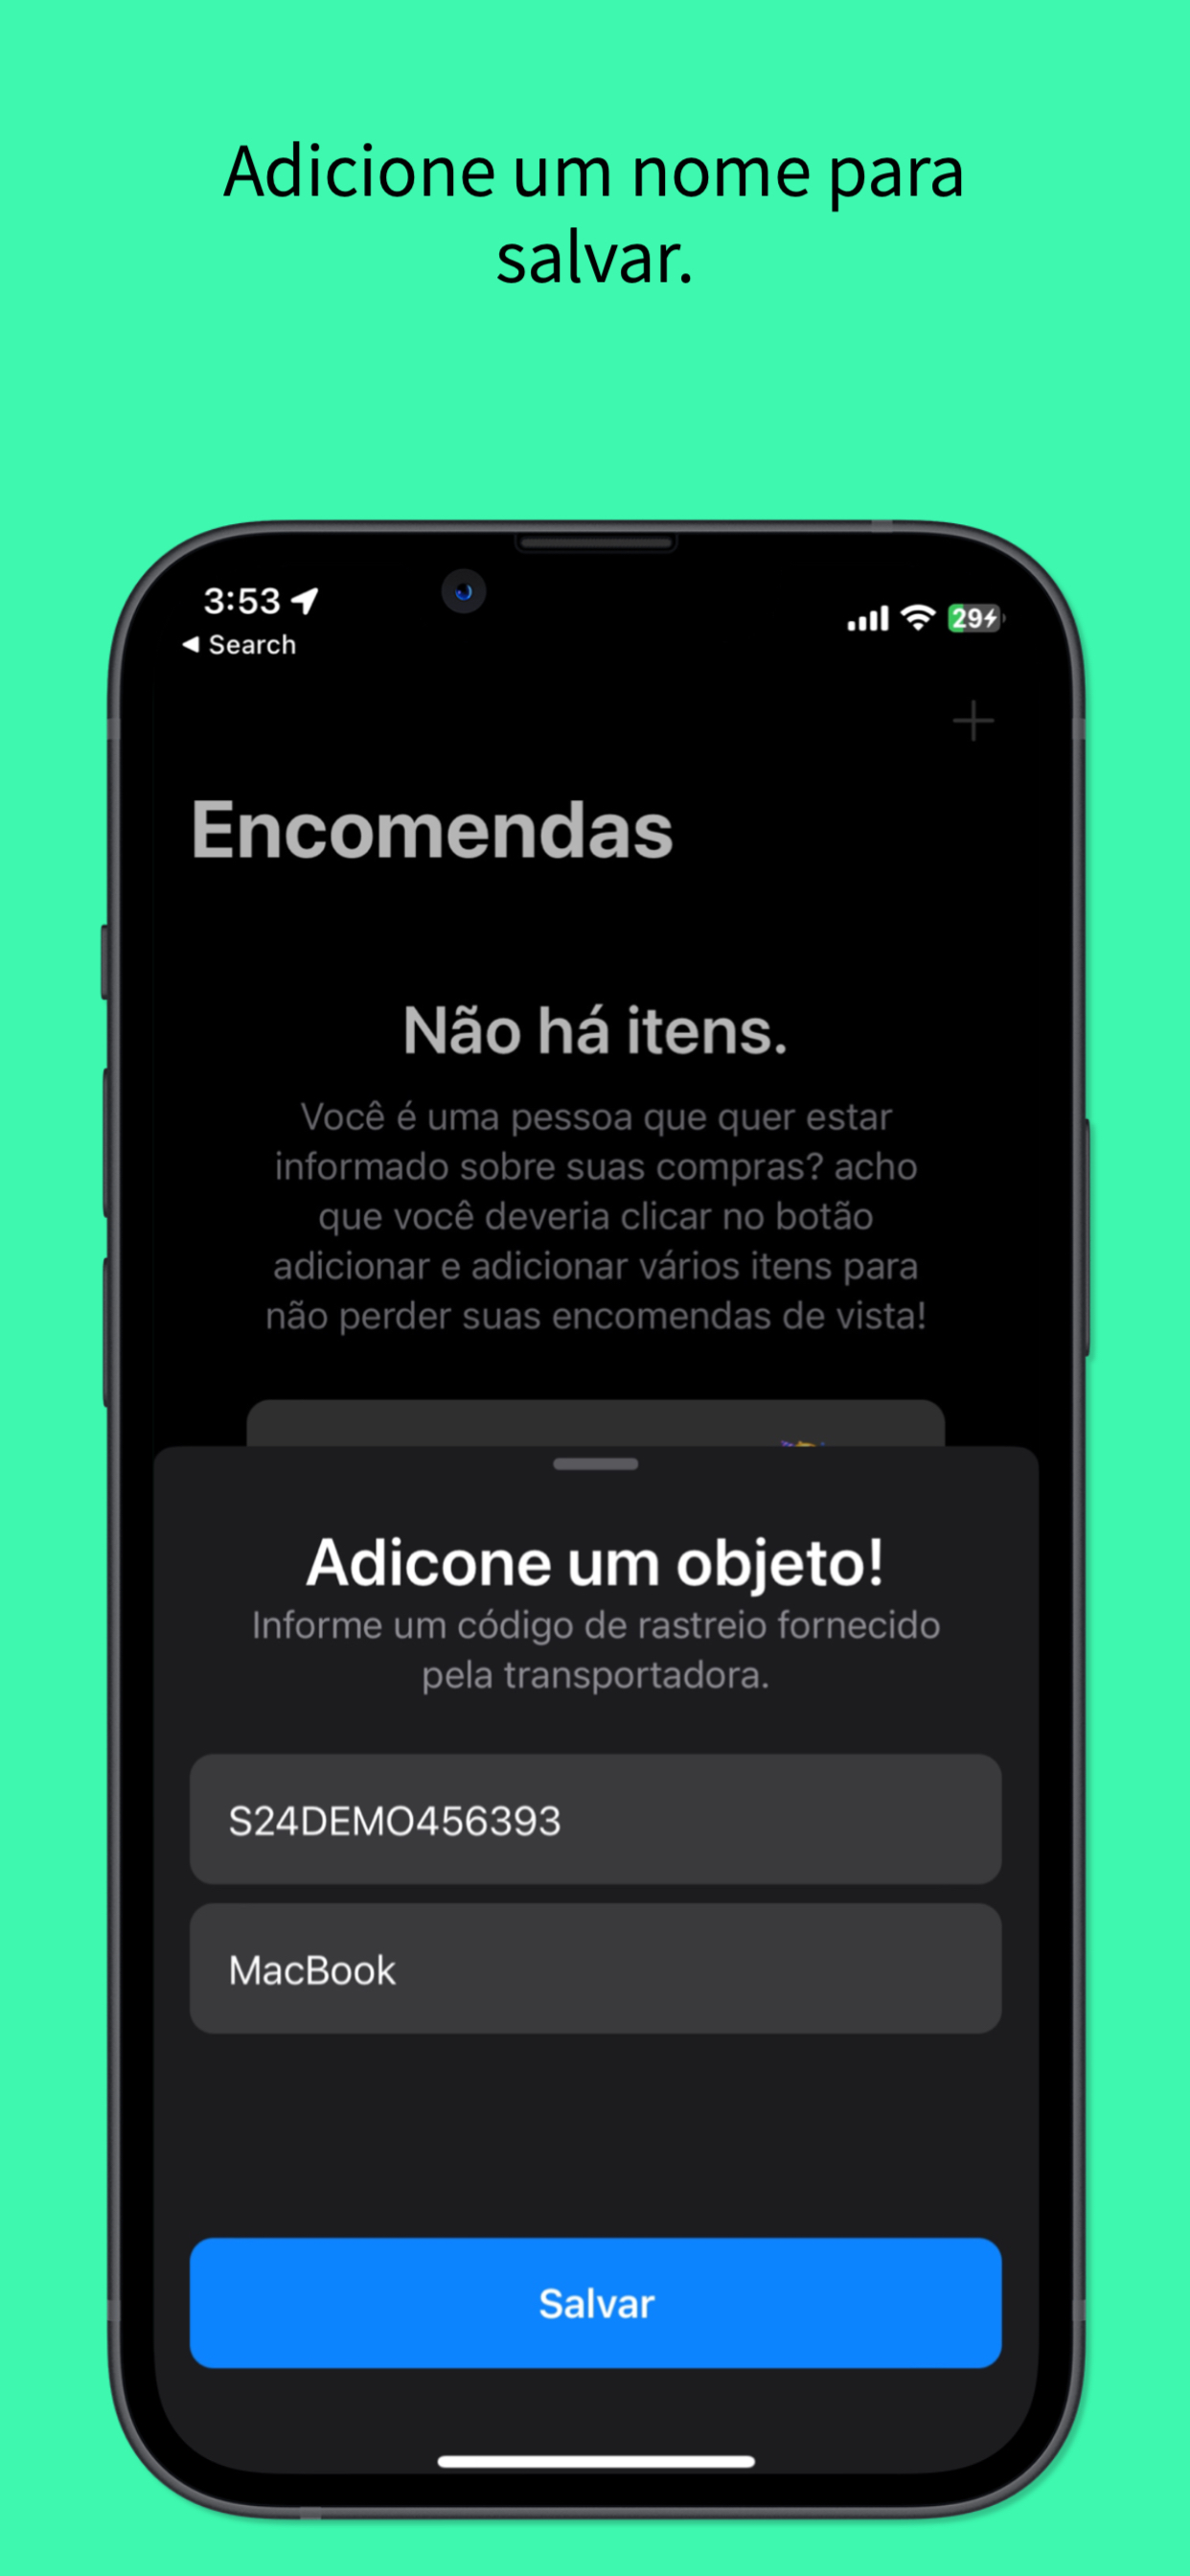 Adicione um nome para
salvar.
3:53
◀ Search
29
Encomendas
Não há itens.
Você é uma pessoa que quer estar
informado sobre suas compras? acho
que você deveria clicar no botão
adicionar e adicionar vários itens para
não perder suas encomendas de vista!
Adicone um objeto!
Informe um código de rastreio fornecido
pela transportadora.
S24DEMO456393
MacBook
Salvar